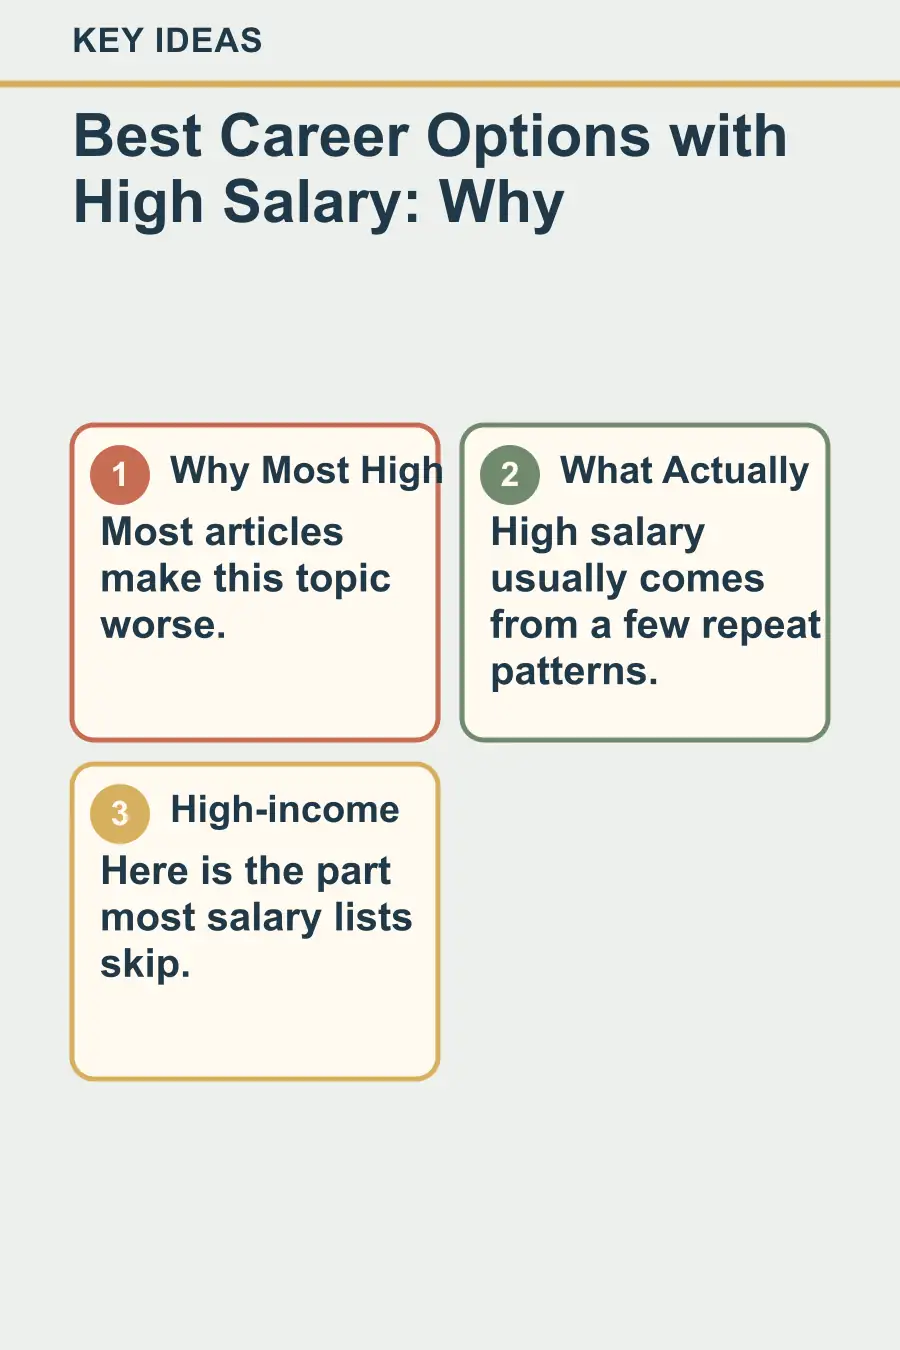 KEY IDEAS
Best Career Options with
High Salary: Why
1 Why Most High
Most articles
make this topic
worse.
2 What Actually
High salary
usually comes
from a few repeat
patterns.
3 High-income
Here is the part
most salary lists
skip.